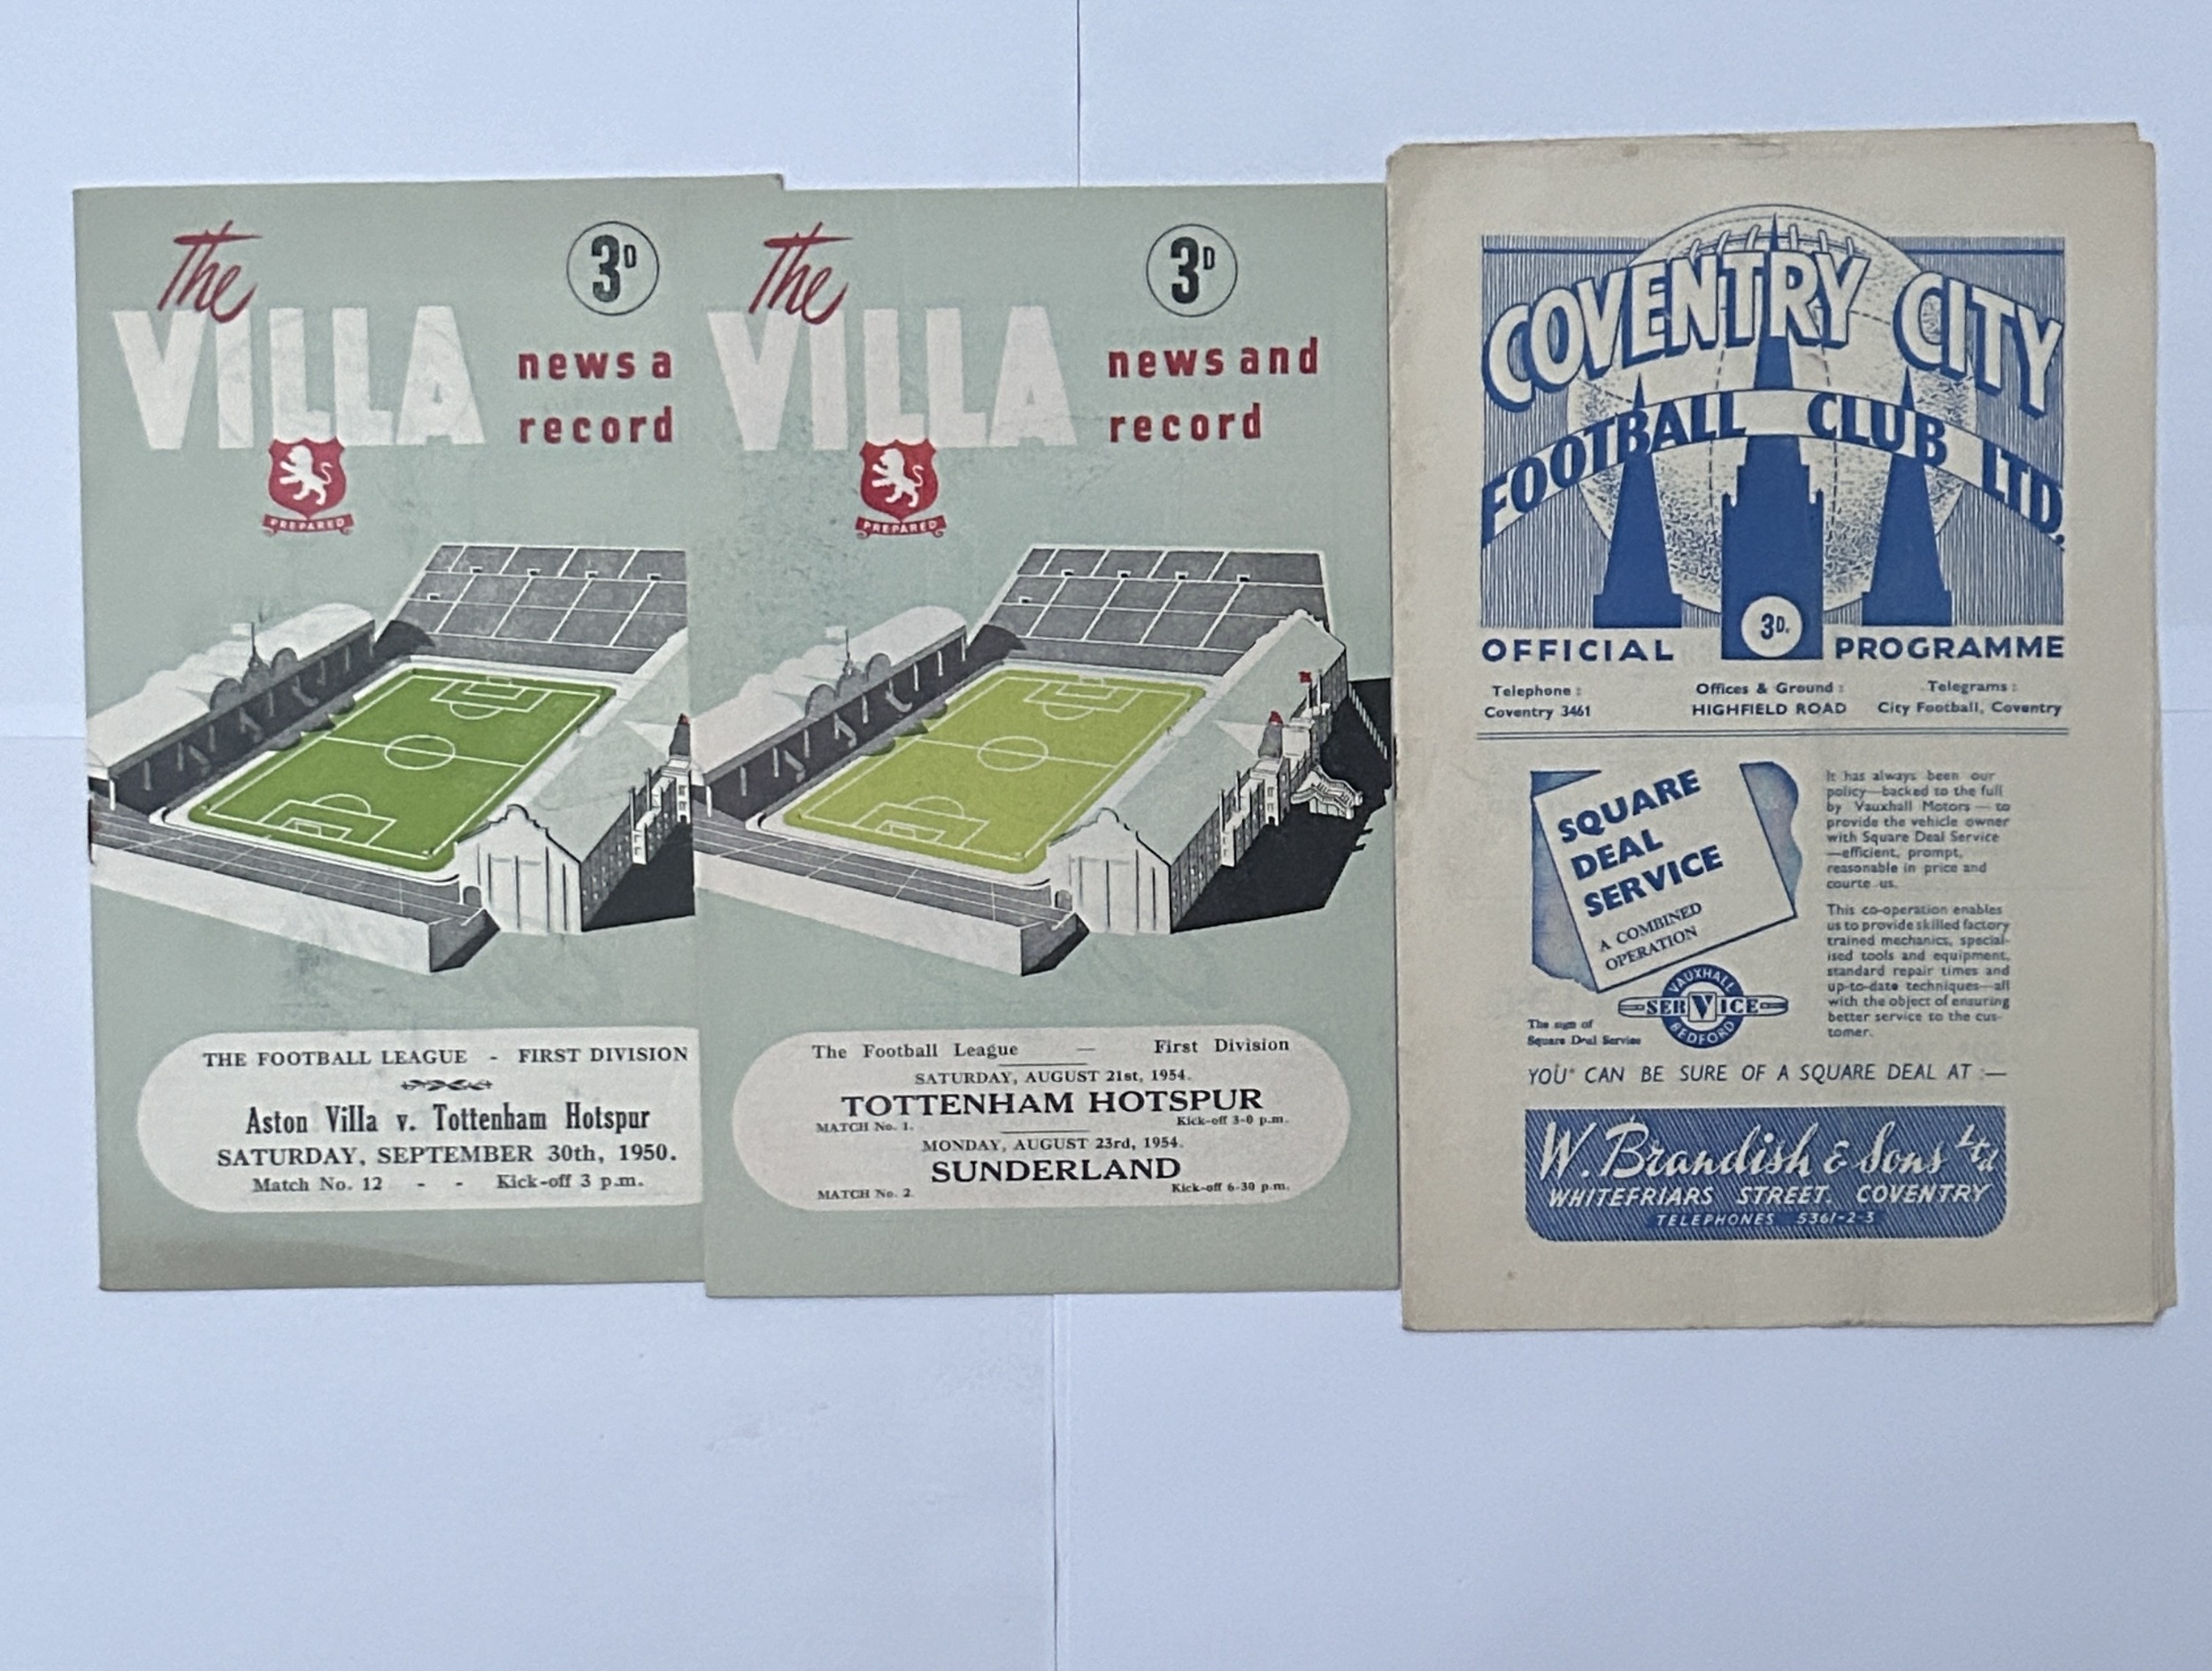 The
VILLA
3D
news a
record
PREPARED
THE FOOTBALL LEAGUE - FIRST DIVISION
Aston Villa v. Tottenham Hotspur
SATURDAY, SEPTEMBER 30th, 1950.
Match No. 12 - - Kick-off 3 p.m.
The
VILLA
3D
news and
record
PREPARED
The Football League — First Division
SATURDAY, AUGUST 21st, 1954.
TOTTENHAM HOTSPUR
MATCH No. 1. Kick-off 3-0 p.m.
MONDAY, AUGUST 23rd, 1954.
SUNDERLAND
MATCH No. 2. Kick-off 6-30 p.m.
COVENTRY CITY
FOOTBALL CLUB LTD.
3D.
OFFICIAL PROGRAMME
Telephone :
Coventry 3461
Offices & Ground :
HIGHFIELD ROAD
Telegrams :
City Football, Coventry
SQUARE
DEAL
SERVICE
A COMBINED
OPERATION
VAUXHALL
SERVICE
BEDFORD
The sign of
Square Deal Service
It has always been our
policy—backed to the full
by Vauxhall Motors — to
provide the vehicle owner
with Square Deal Service
—efficient, prompt,
reasonable in price and
courte us.
This co-operation enables
us to provide skilled factory
trained mechanics, special-
ised tools and equipment,
standard repair times and
up-to-date techniques—all
with the object of ensuring
better service to the cus-
tomer.
YOU CAN BE SURE OF A SQUARE DEAL AT :—
W. Brandish & Sons Ltd
WHITEFRIARS STREET, COVENTRY
TELEPHONES 5361-2-3